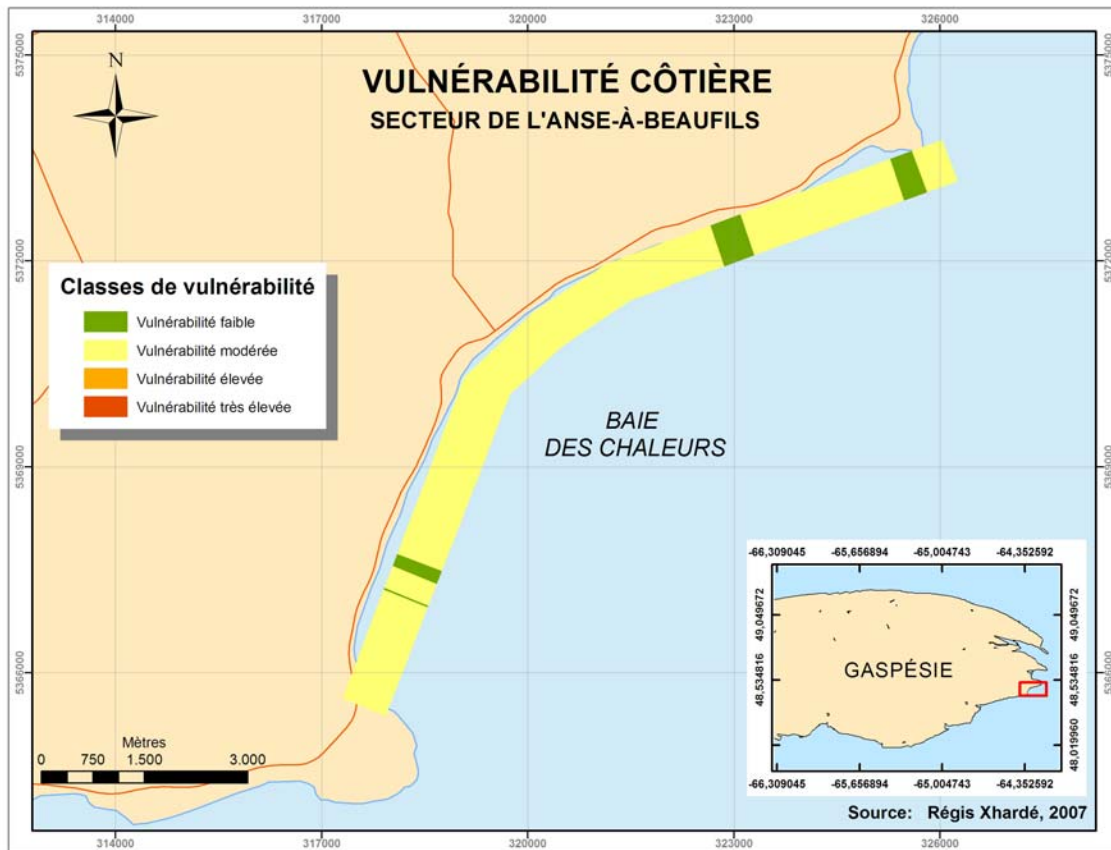 314000 317000 320000 323000 326000
5375000 5375000
N
VULNÉRABILITÉ CÔTIÈRE
SECTEUR DE L'ANSE-À-BEAUFILS
5372000 5372000
Classes de vulnérabilité
Vulnérabilité faible
Vulnérabilité modérée
Vulnérabilité élevée
Vulnérabilité très élevée
BAIE
DES CHALEURS
5369000 5369000
-66,309045 -65,656894 -65,004743 -64,352592
49,049672 49,049672
GASPÉSIE
48,534816 48,534816
48,019960 48,019960
-66,309045 -65,656894 -65,004743 -64,352592
5366000 5366000
Mètres
0 750 1.500 3.000
Source: Régis Xhardé, 2007
314000 317000 320000 323000 326000